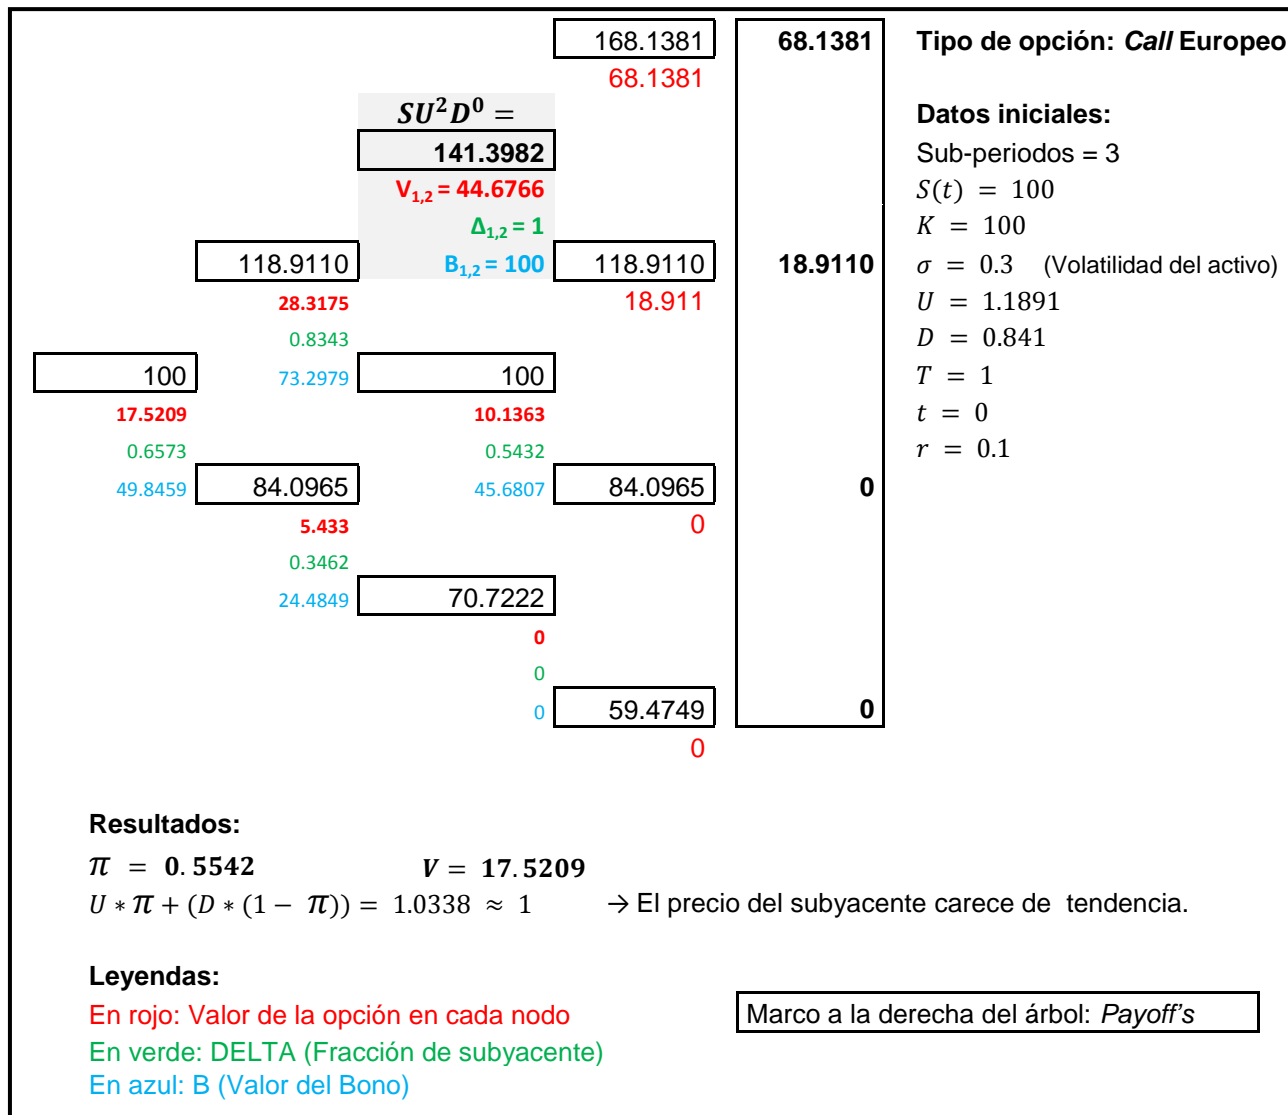 168.1381 68.1381 Tipo de opción: Call Europeo
68.1381
SU²D⁰ = Datos iniciales:
141.3982 Sub-periodos = 3
V₁,₂ = 44.6766 S(t) = 100
Δ₁,₂ = 1 K = 100
118.9110 B₁,₂ = 100 118.9110 18.9110 σ = 0.3 (Volatilidad del activo)
28.3175 18.911 U = 1.1891
0.8343 D = 0.841
100 73.2979 100 T = 1
17.5209 10.1363 t = 0
0.6573 0.5432 r = 0.1
49.8459 84.0965 45.6807 84.0965 0
5.433 0
0.3462
24.4849 70.7222
0
0
0 59.4749 0
0
Resultados:
π = 0.5542 V = 17.5209
U * π + (D * (1 − π)) = 1.0338 ≈ 1 → El precio del subyacente carece de tendencia.
Leyendas:
En rojo: Valor de la opción en cada nodo Marco a la derecha del árbol: Payoff's
En verde: DELTA (Fracción de subyacente)
En azul: B (Valor del Bono)